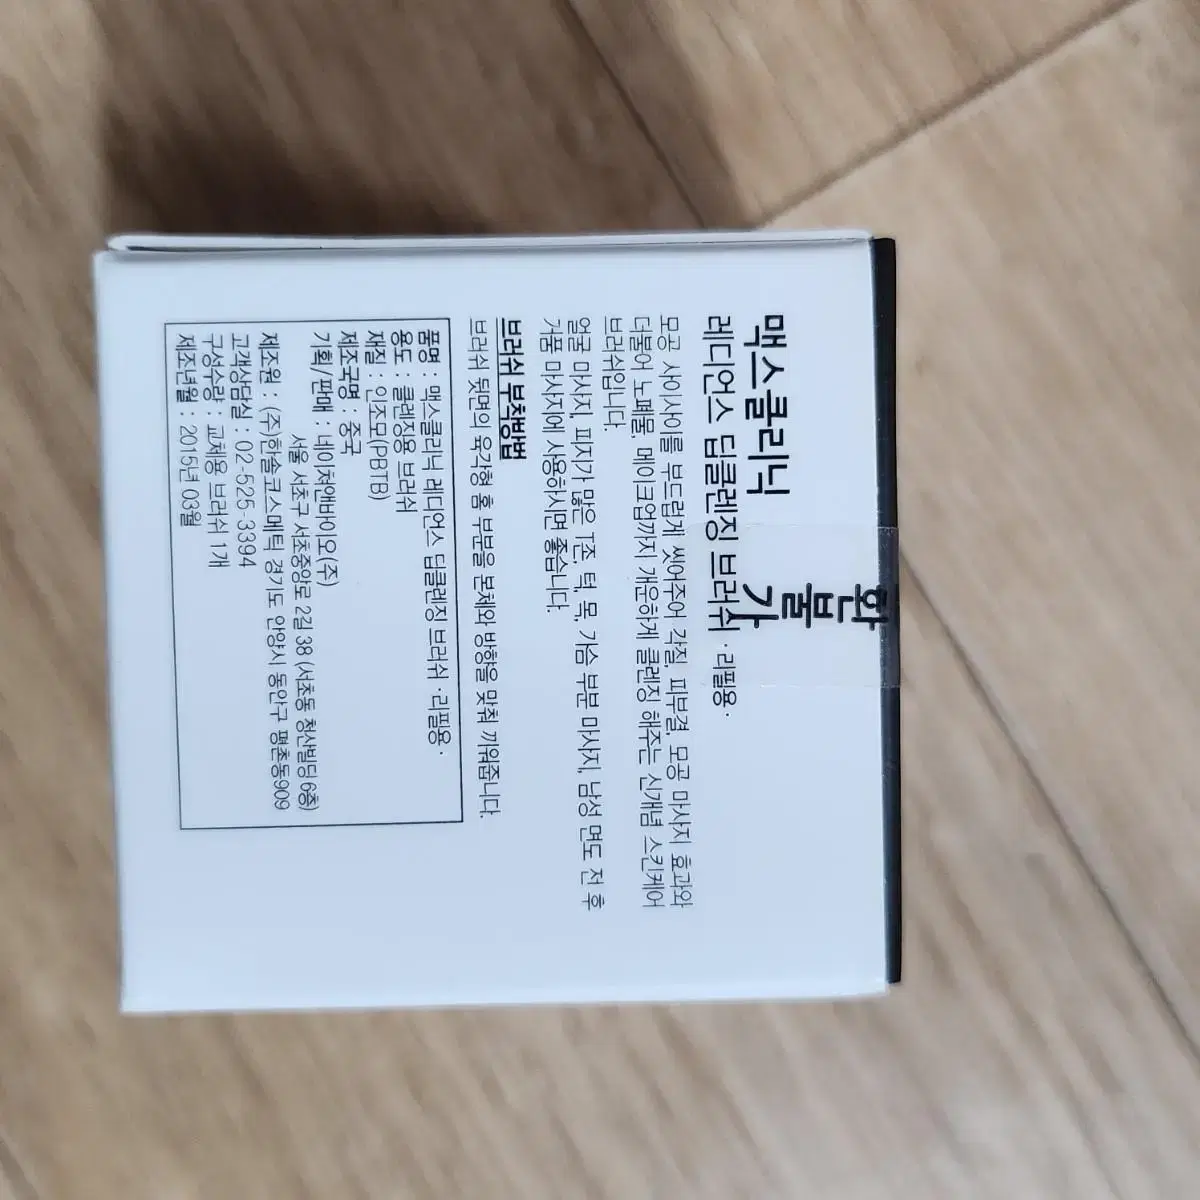 맥스클리닉
레디언스 딥클렌징 브러쉬 ·리필용·
모공 사이사이를 부드럽게 씻어주어 각질, 피부결, 모공 마사지 효과와
더불어 노폐물, 메이크업까지 개운하게 클렌징 해주는 신개념 스킨케어
브러쉬입니다.
얼굴 마사지, 피지가 많은 T존, 턱, 목, 가슴 부분 마사지, 남성 면도 전 후
거품 마사지에 사용하시면 좋습니다.
브러쉬 부착방법
브러쉬 뒷면의 육각형 홈 부분을 본체와 방향을 맞춰 끼워줍니다.
품명 : 맥스클리닉 레디언스 딥클렌징 브러쉬 ·리필용·
용도 : 클렌징용 브러쉬
재질 : 인조모(PBTB)
제조국명 : 중국
기획/판매 : 네이처앤바이오(주)
서울 서초구 서초중앙로 2길 38 (서초동 청산빌딩 6층)
제조원 : (주)한솔코스메틱 경기도 안양시 동안구 평촌동909
고객상담실 : 02-525-3394
구성수량 : 교체용 브러쉬 1개
제조년월 : 2015년 03월
환
불
가